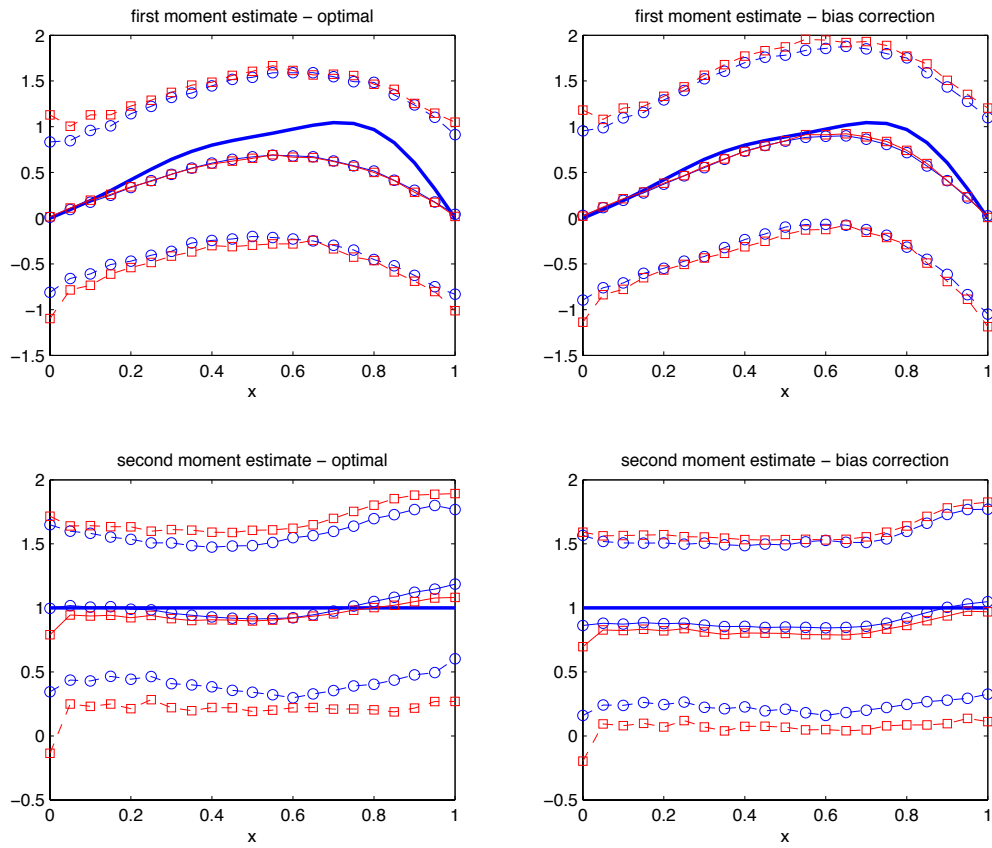 first moment estimate – optimal
2
1.5
1
0.5
0
−0.5
−1
−1.5
0 0.2 0.4 0.6 0.8 1
x
first moment estimate – bias correction
2
1.5
1
0.5
0
−0.5
−1
−1.5
0 0.2 0.4 0.6 0.8 1
x
second moment estimate – optimal
2
1.5
1
0.5
0
−0.5
0 0.2 0.4 0.6 0.8 1
x
second moment estimate – bias correction
2
1.5
1
0.5
0
−0.5
0 0.2 0.4 0.6 0.8 1
x